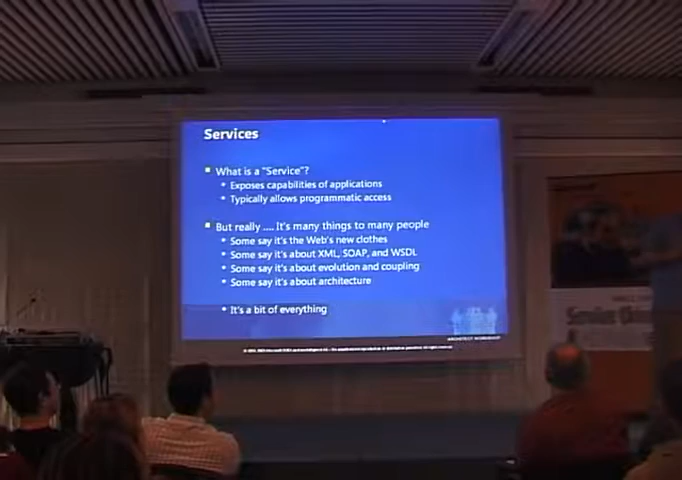 Services
What is a "Service"?
Exposes capabilities of applications
Typically allows programmatic access
But really .... It's many things to many people
Some say it's the Web's new clothes
Some say it's about XML, SOAP, and WSDL
Some say it's about evolution and coupling
Some say it's about architecture
It's a bit of everything